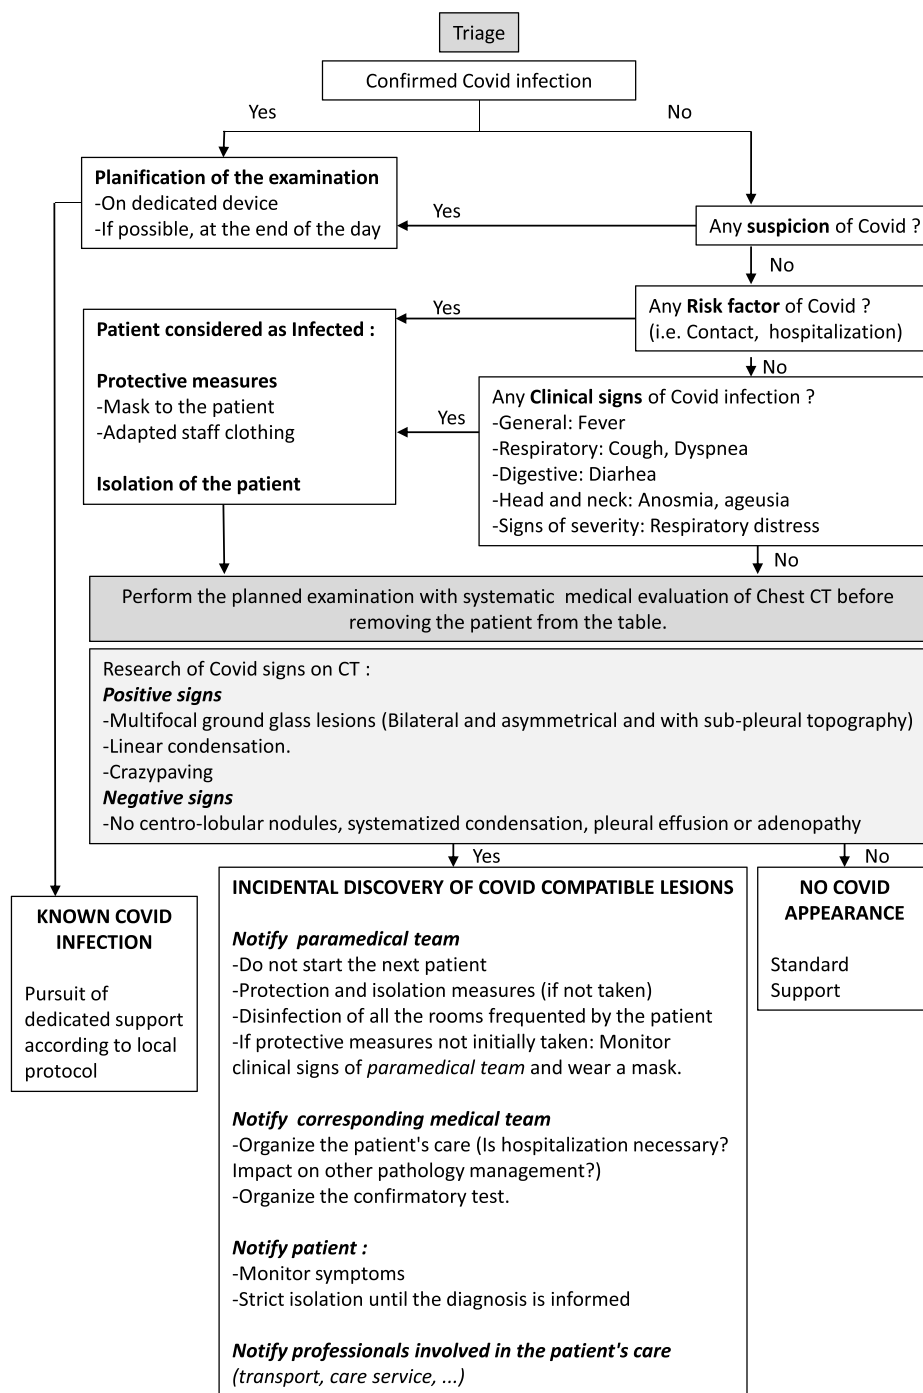 Triage
Confirmed Covid infection
Yes
No
Planification of the examination
-On dedicated device
-If possible, at the end of the day
Yes
Any suspicion of Covid ?
No
Any Risk factor of Covid ?
(i.e. Contact, hospitalization)
Yes
Patient considered as Infected :
Protective measures
-Mask to the patient
-Adapted staff clothing
Isolation of the patient
No
Any Clinical signs of Covid infection ?
-General: Fever
-Respiratory: Cough, Dyspnea
-Digestive: Diarhea
-Head and neck: Anosmia, ageusia
-Signs of severity: Respiratory distress
Yes
No
Perform the planned examination with systematic medical evaluation of Chest CT before
removing the patient from the table.
Research of Covid signs on CT :
Positive signs
-Multifocal ground glass lesions (Bilateral and asymmetrical and with sub-pleural topography)
-Linear condensation.
-Crazypaving
Negative signs
-No centro-lobular nodules, systematized condensation, pleural effusion or adenopathy
Yes
No
KNOWN COVID
INFECTION
Pursuit of
dedicated support
according to local
protocol
INCIDENTAL DISCOVERY OF COVID COMPATIBLE LESIONS
Notify paramedical team
-Do not start the next patient
-Protection and isolation measures (if not taken)
-Disinfection of all the rooms frequented by the patient
-If protective measures not initially taken: Monitor
clinical signs of paramedical team and wear a mask.
Notify corresponding medical team
-Organize the patient's care (Is hospitalization necessary?
Impact on other pathology management?)
-Organize the confirmatory test.
Notify patient :
-Monitor symptoms
-Strict isolation until the diagnosis is informed
Notify professionals involved in the patient's care
(transport, care service, ...)
NO COVID
APPEARANCE
Standard
Support